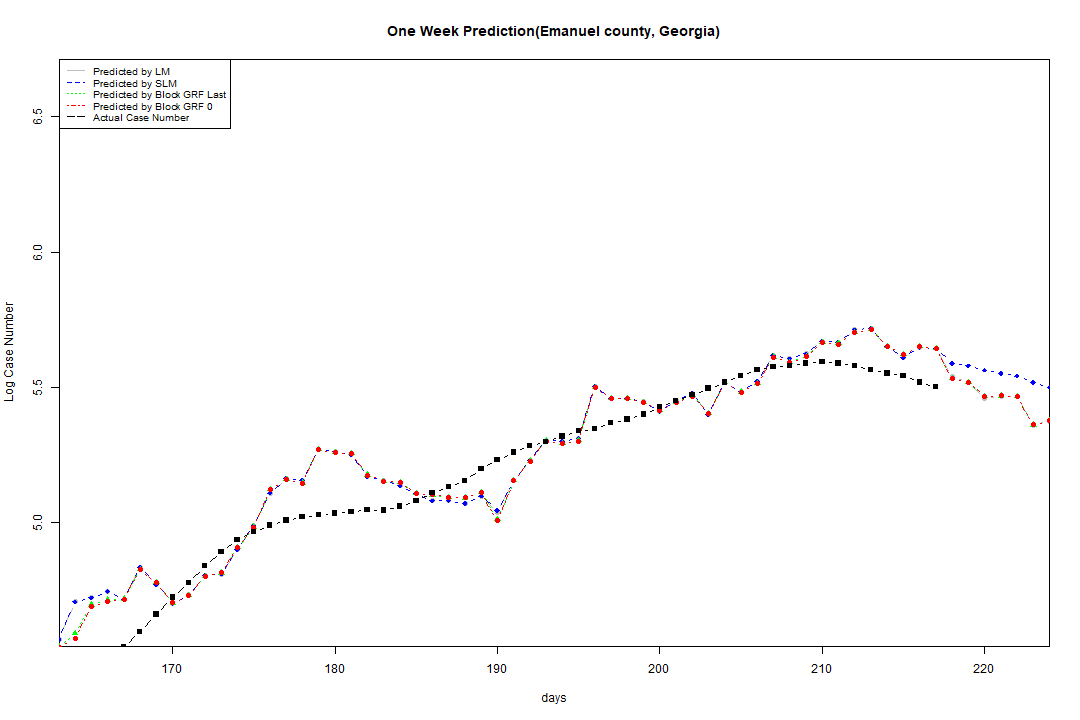 One Week Prediction(Emanuel county, Georgia)
Predicted by LM
Predicted by SLM
Predicted by Block GRF Last
Predicted by Block GRF 0
Actual Case Number
Log Case Number
6.5
6.0
5.5
5.0
170 180 190 200 210 220
days